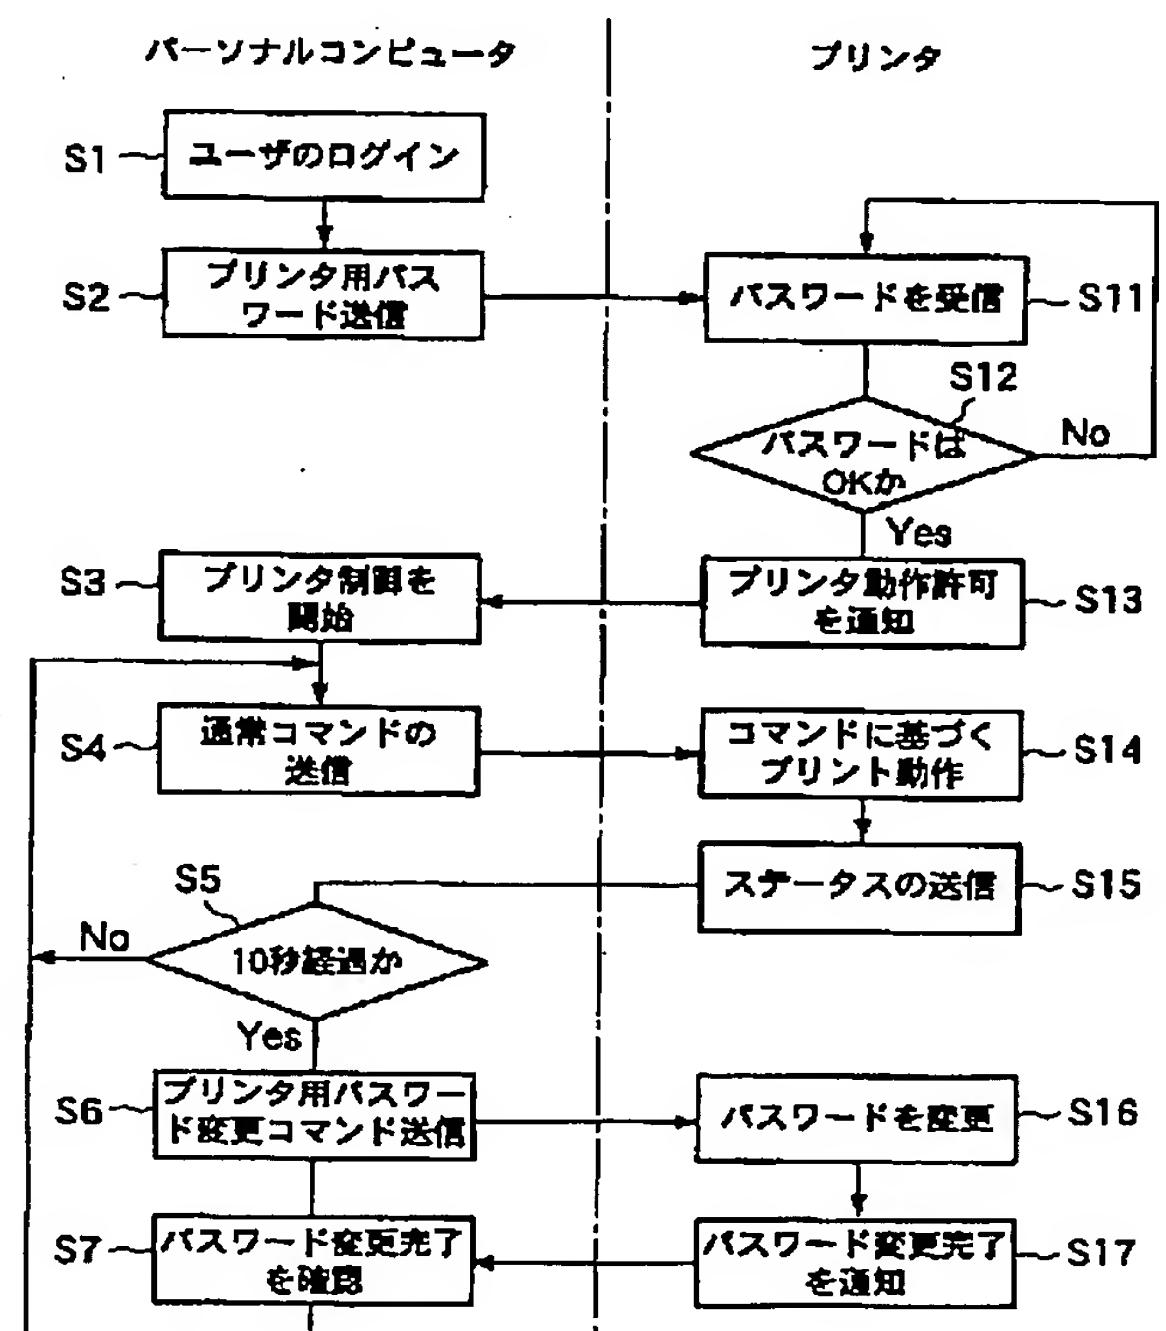 パーソナルコンピュータ
プリンタ
S1
ユーザのログイン
S2
プリンタ用パス
ワード送信
パスワードを受信
S11
S12
パスワードは
OKか
No
Yes
S3
プリンタ制御を
開始
プリンタ動作許可
を通知
S13
S4
通常コマンドの
送信
コマンドに基づく
プリント動作
S14
ステータスの送信
S15
S5
10秒経過か
No
Yes
S6
プリンタ用パスワー
ド変更コマンド送信
パスワードを変更
S16
S7
パスワード変更完了
を確認
パスワード変更完了
を通知
S17